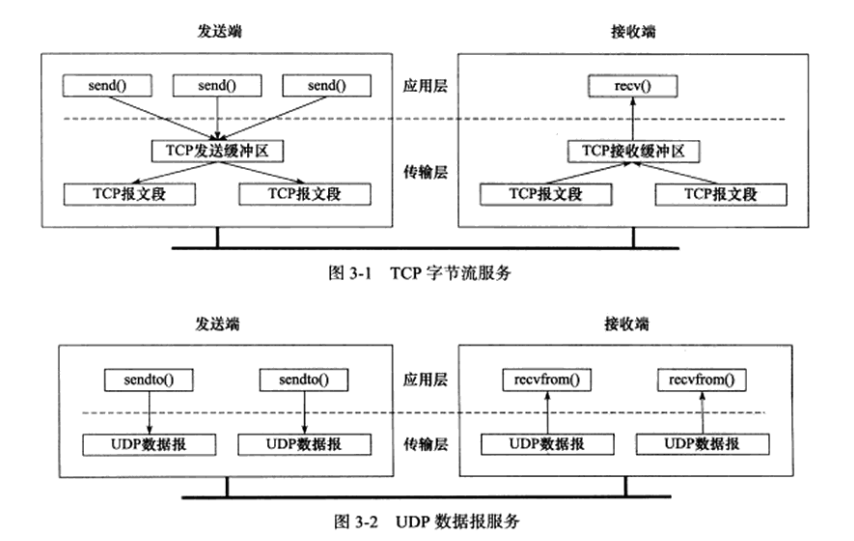 发送端 接收端
send() send() send() 应用层 recv()
TCP发送缓冲区 TCP接收缓冲区
传输层
TCP报文段 TCP报文段 TCP报文段 TCP报文段
图 3-1 TCP 字节流服务
发送端 接收端
sendto() sendto() 应用层 recvfrom() recvfrom()
UDP数据报 UDP数据报 传输层 UDP数据报 UDP数据报
图 3-2 UDP 数据报服务